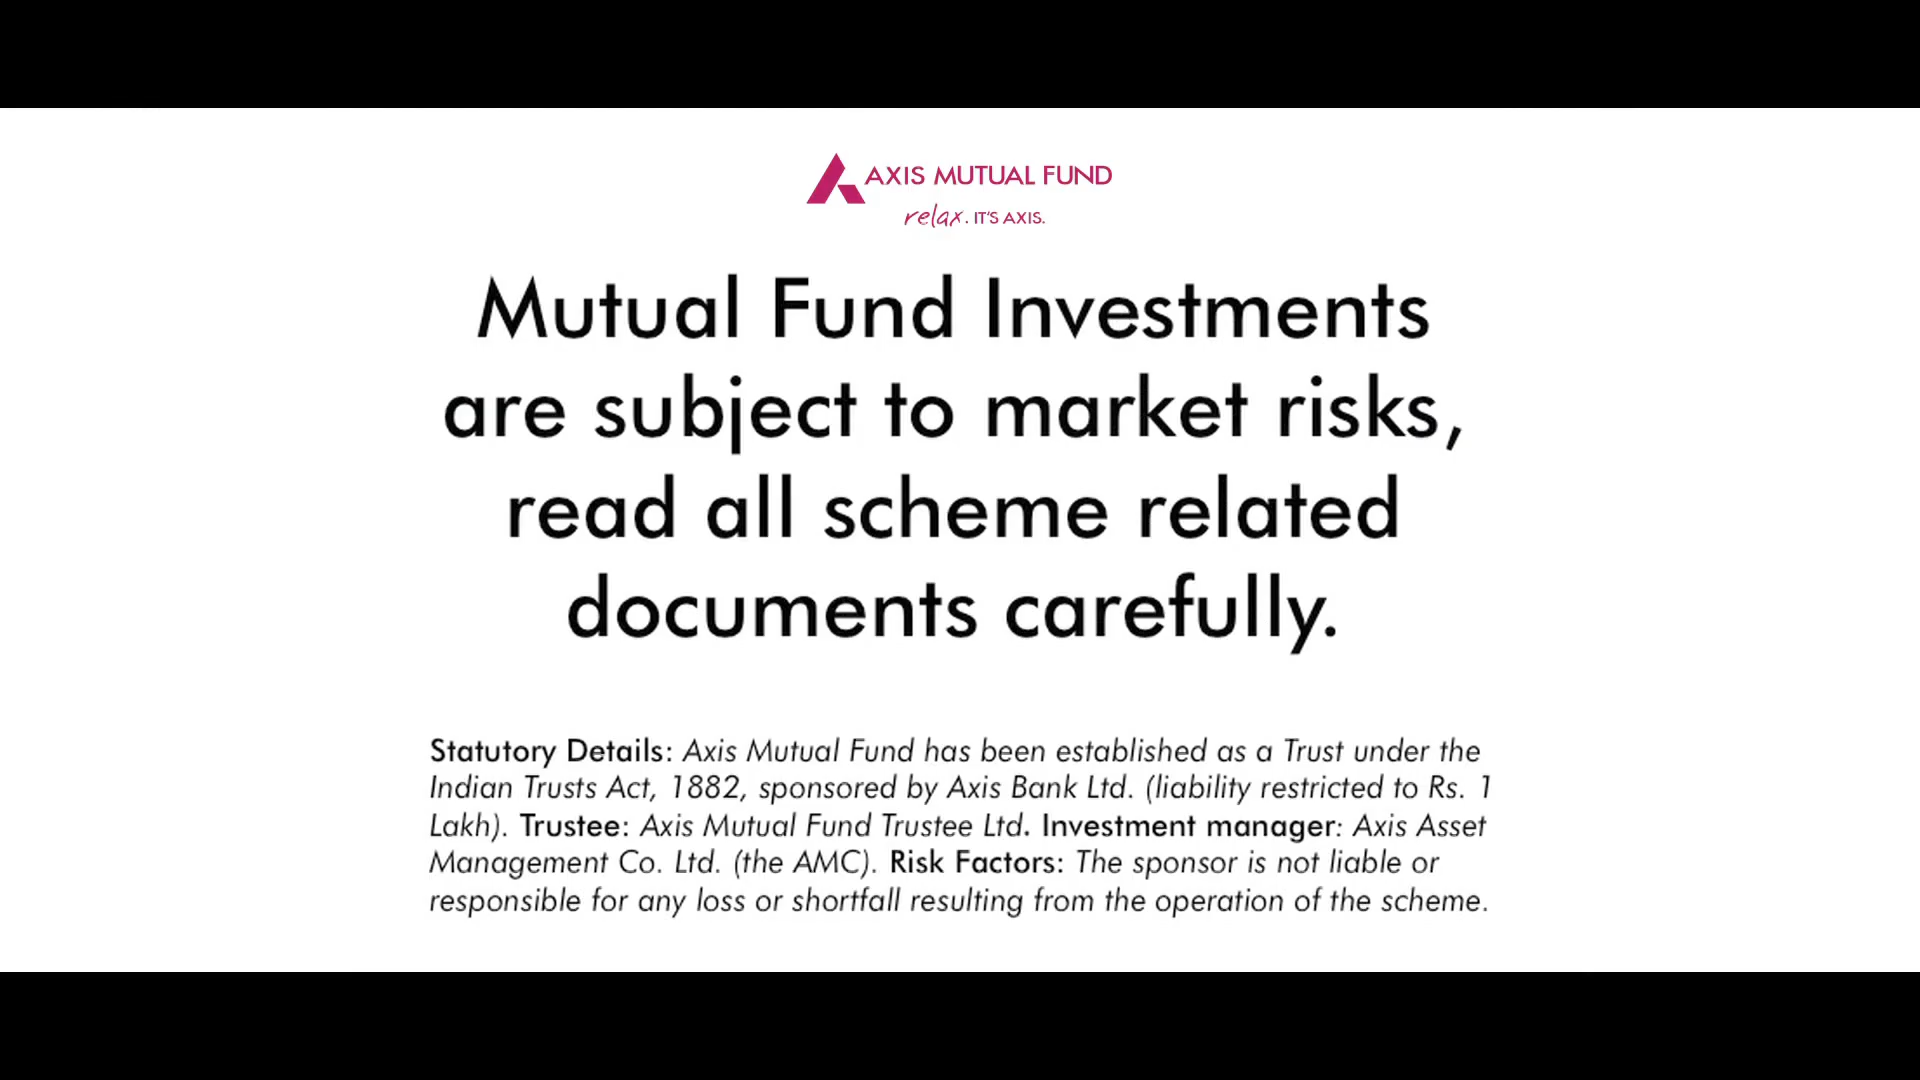 AXIS MUTUAL FUND
relax. IT'S AXIS.
Mutual Fund Investments
are subject to market risks,
read all scheme related
documents carefully.
Statutory Details: Axis Mutual Fund has been established as a Trust under the
Indian Trusts Act, 1882, sponsored by Axis Bank Ltd. (liability restricted to Rs. 1
Lakh). Trustee: Axis Mutual Fund Trustee Ltd. Investment manager: Axis Asset
Management Co. Ltd. (the AMC). Risk Factors: The sponsor is not liable or
responsible for any loss or shortfall resulting from the operation of the scheme.